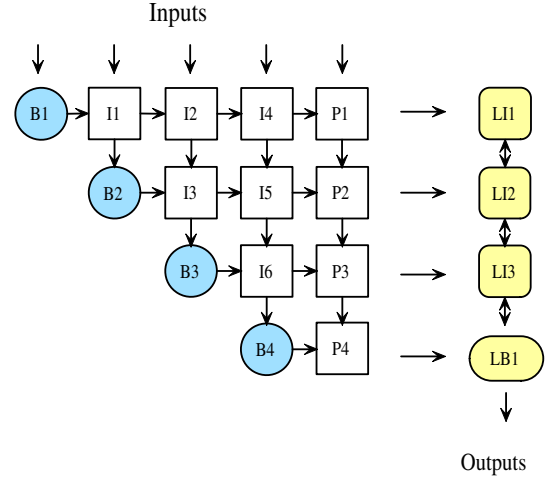 Inputs
B1 I1 I2 I4 P1 LI1
B2 I3 I5 P2 LI2
B3 I6 P3 LI3
B4 P4 LB1
Outputs